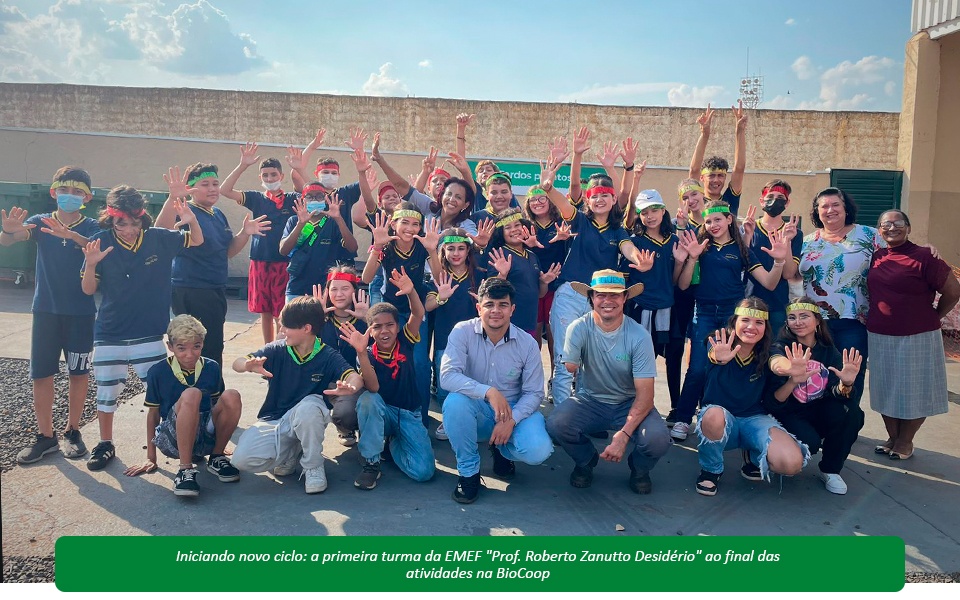 Iniciando novo ciclo: a primeira turma da EMEF "Prof. Roberto Zanutto Desidério" ao final das
atividades na BioCoop